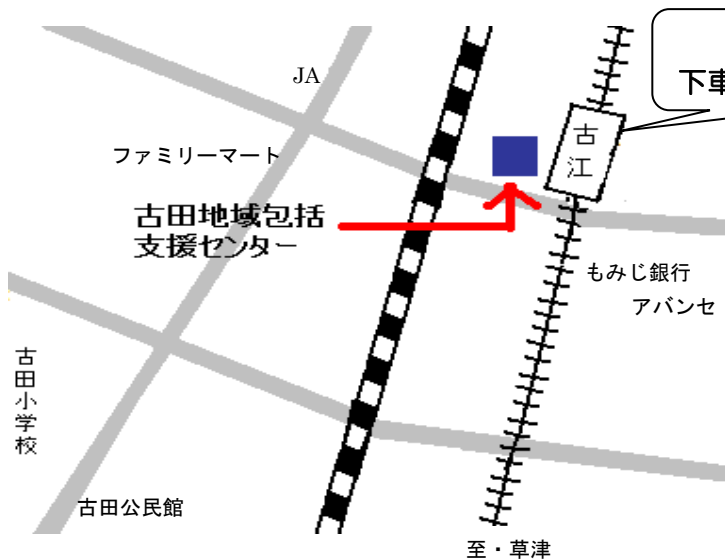 下車
JA
古江
ファミリーマート
古田地域包括
支援センター
もみじ銀行
アバンセ
古田小学校
古田公民館
至・草津